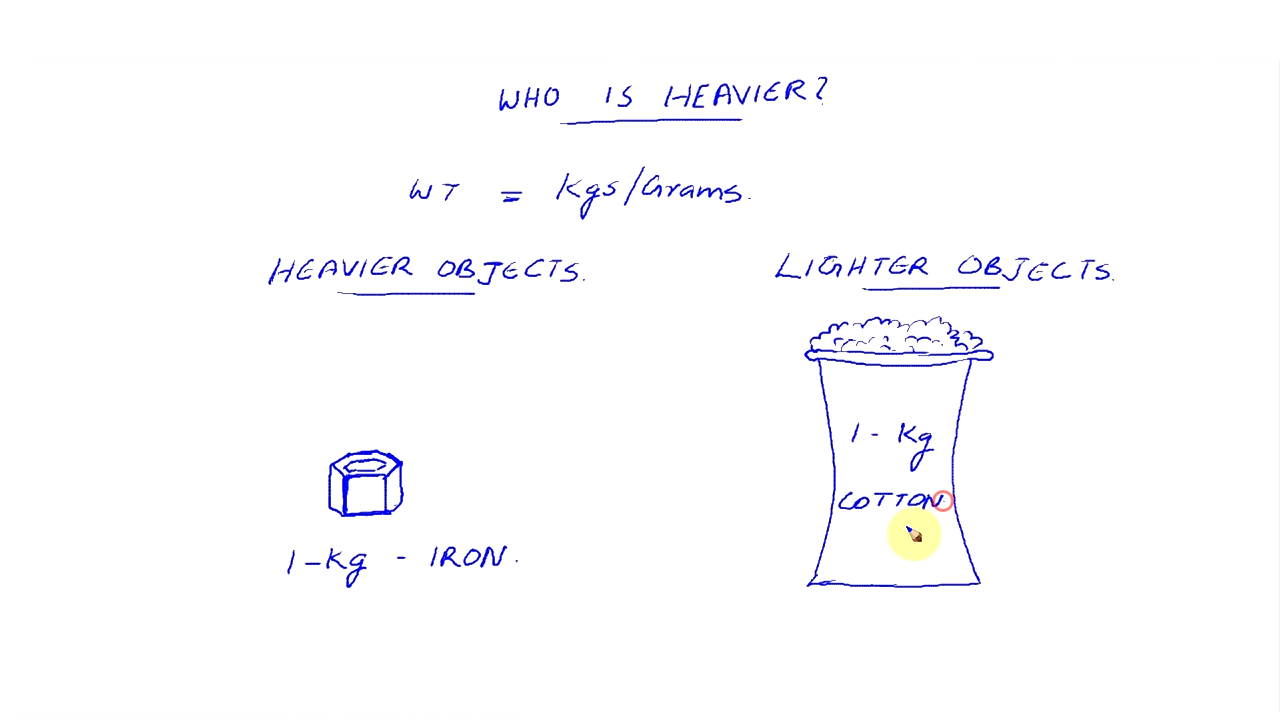 WHO IS HEAVIER?
WT = Kgs/Grams.
HEAVIER OBJECTS.
LIGHTER OBJECTS.
1 - Kg
COTTON
1-Kg - IRON.